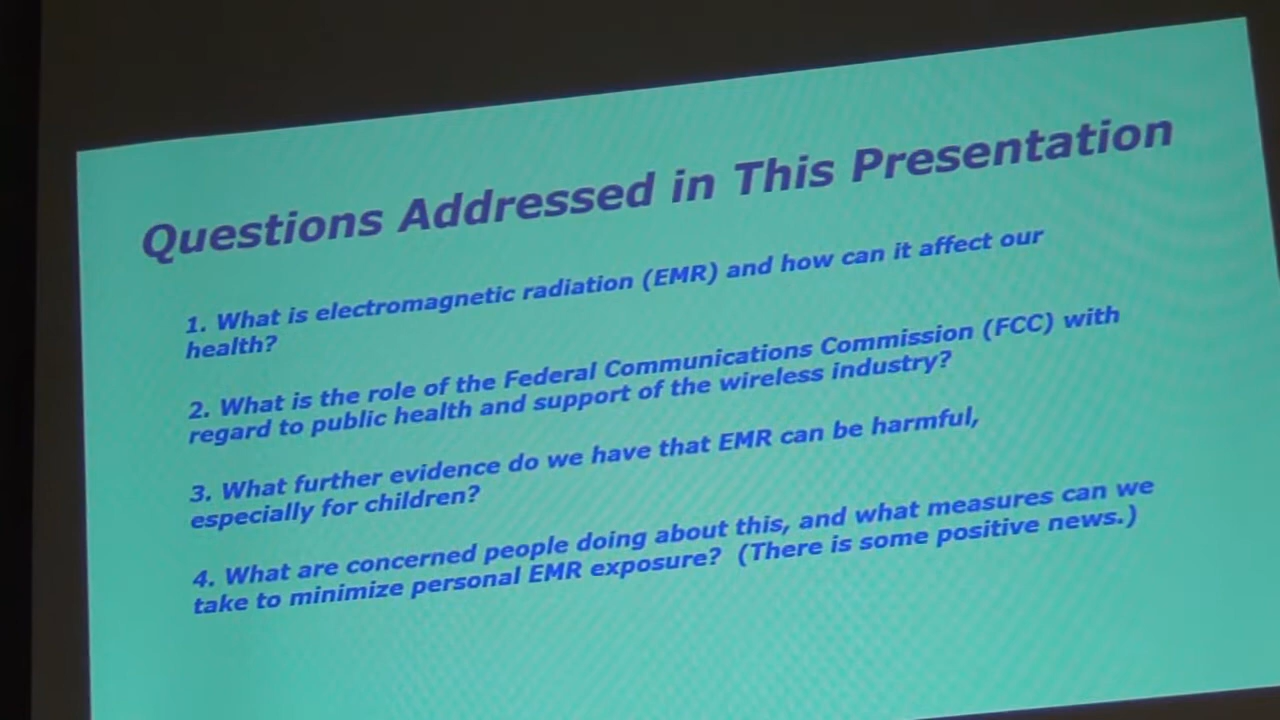 Questions Addressed in This Presentation
1. What is electromagnetic radiation (EMR) and how can it affect our
health?
2. What is the role of the Federal Communications Commission (FCC) with
regard to public health and support of the wireless industry?
3. What further evidence do we have that EMR can be harmful,
especially for children?
4. What are concerned people doing about this, and what measures can we
take to minimize personal EMR exposure?  (There is some positive news.)